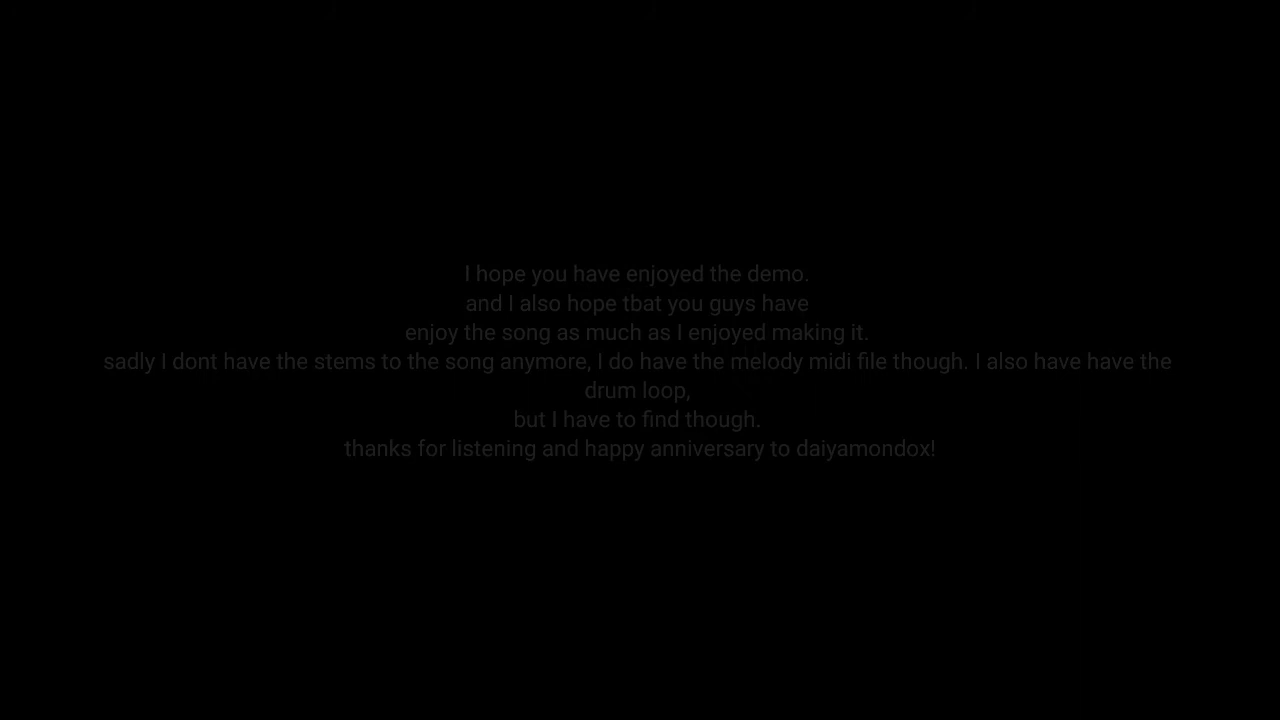 I hope you have enjoyed the demo.
and I also hope tbat you guys have
enjoy the song as much as I enjoyed making it.
sadly I dont have the stems to the song anymore, I do have the melody midi file though. I also have have the
drum loop,
but I have to find though.
thanks for listening and happy anniversary to daiyamondox!